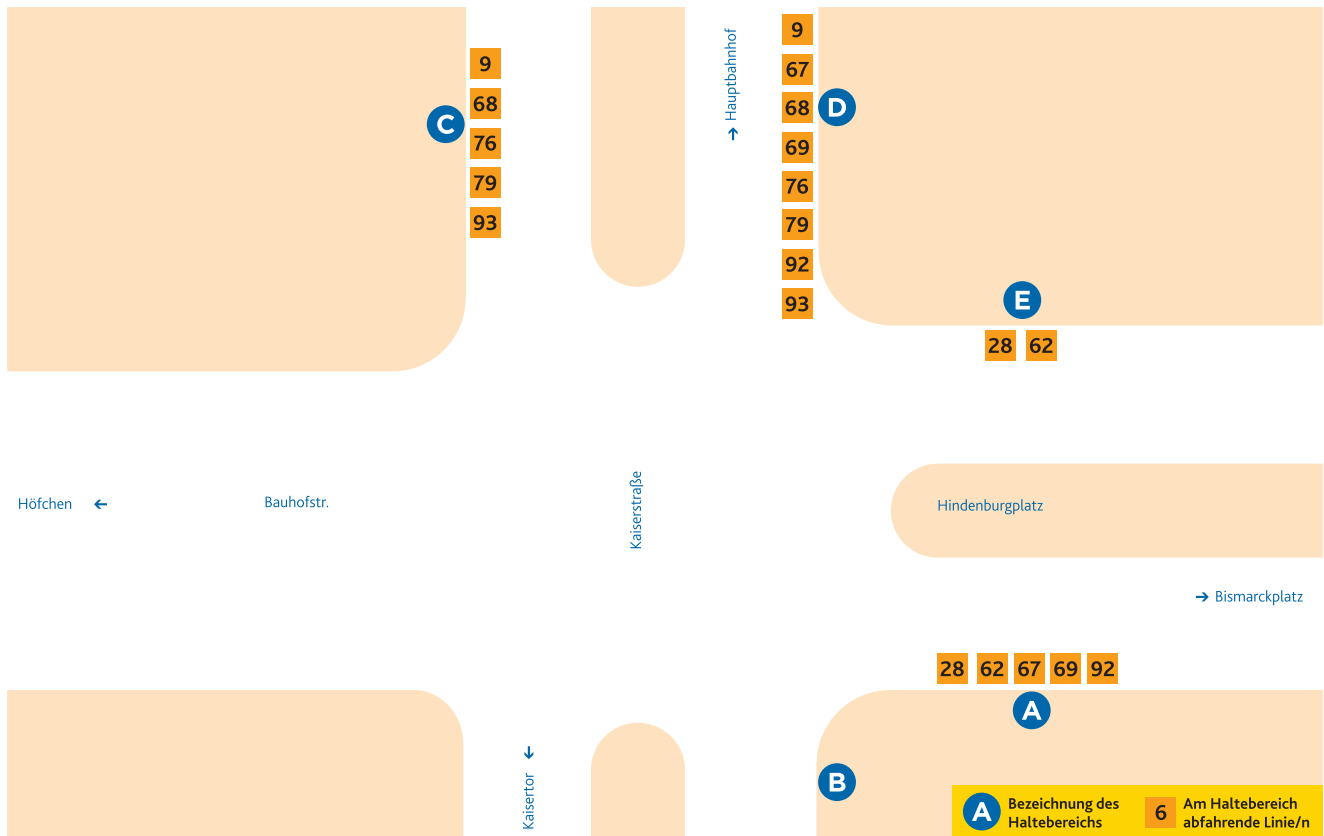 9
68
76
79
93
C
→ Hauptbahnhof
9
67
68
69
76
79
92
93
D
E
28 62
Höfchen ←
Bauhofstr.
Kaiserstraße
Hindenburgplatz
→ Bismarckplatz
28 62 67 69 92
A
Kaisertor ←
B
A Bezeichnung des
Haltebereichs
6 Am Haltebereich
abfahrende Linie/n